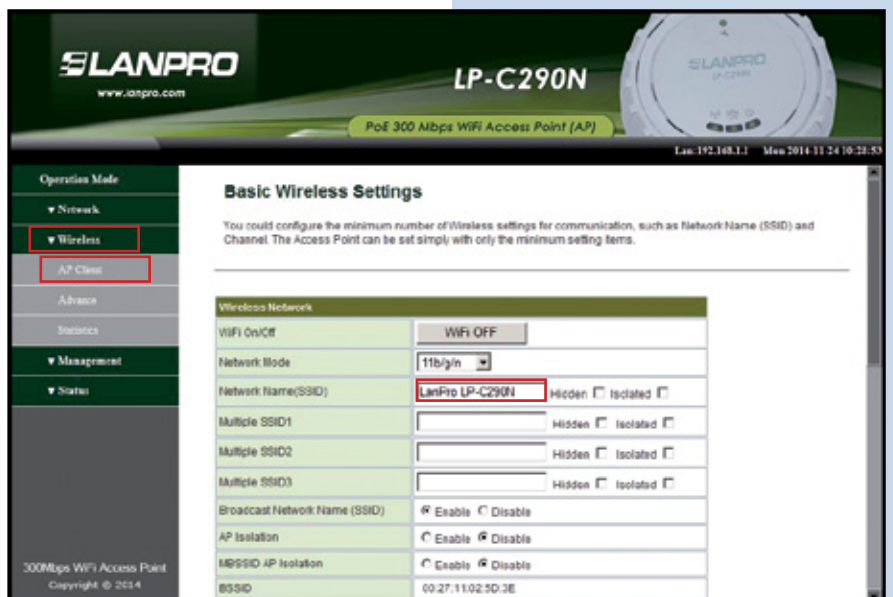 LANPRO
www.lanpro.com
LP-C290N
PoE 300 Mbps WiFi Access Point (AP)
LANPRO
LP-C290N
Lan:192.168.1.1 Mon 2014-11-24 10:28:53
Operation Mode
Network
Wireless
AP Client
Advance
Statistics
Management
Status
300Mbps WiFi Access Point
Copyright © 2014
Basic Wireless Settings
You could configure the minimum number of Wireless settings for communication, such as Network Name (SSID) and
Channel. The Access Point can be set simply with only the minimum setting items.
Wireless Network
WiFi On/Off WiFi OFF
Network Mode 11b/g/n
Network Name(SSID) LanPro LP-C290N Hidden Isolated
Multiple SSID1 Hidden Isolated
Multiple SSID2 Hidden Isolated
Multiple SSID3 Hidden Isolated
Broadcast Network Name (SSID) Enable Disable
AP Isolation Enable Disable
MBSSID AP Isolation Enable Disable
BSSID 00:27:11:02:5D:3E